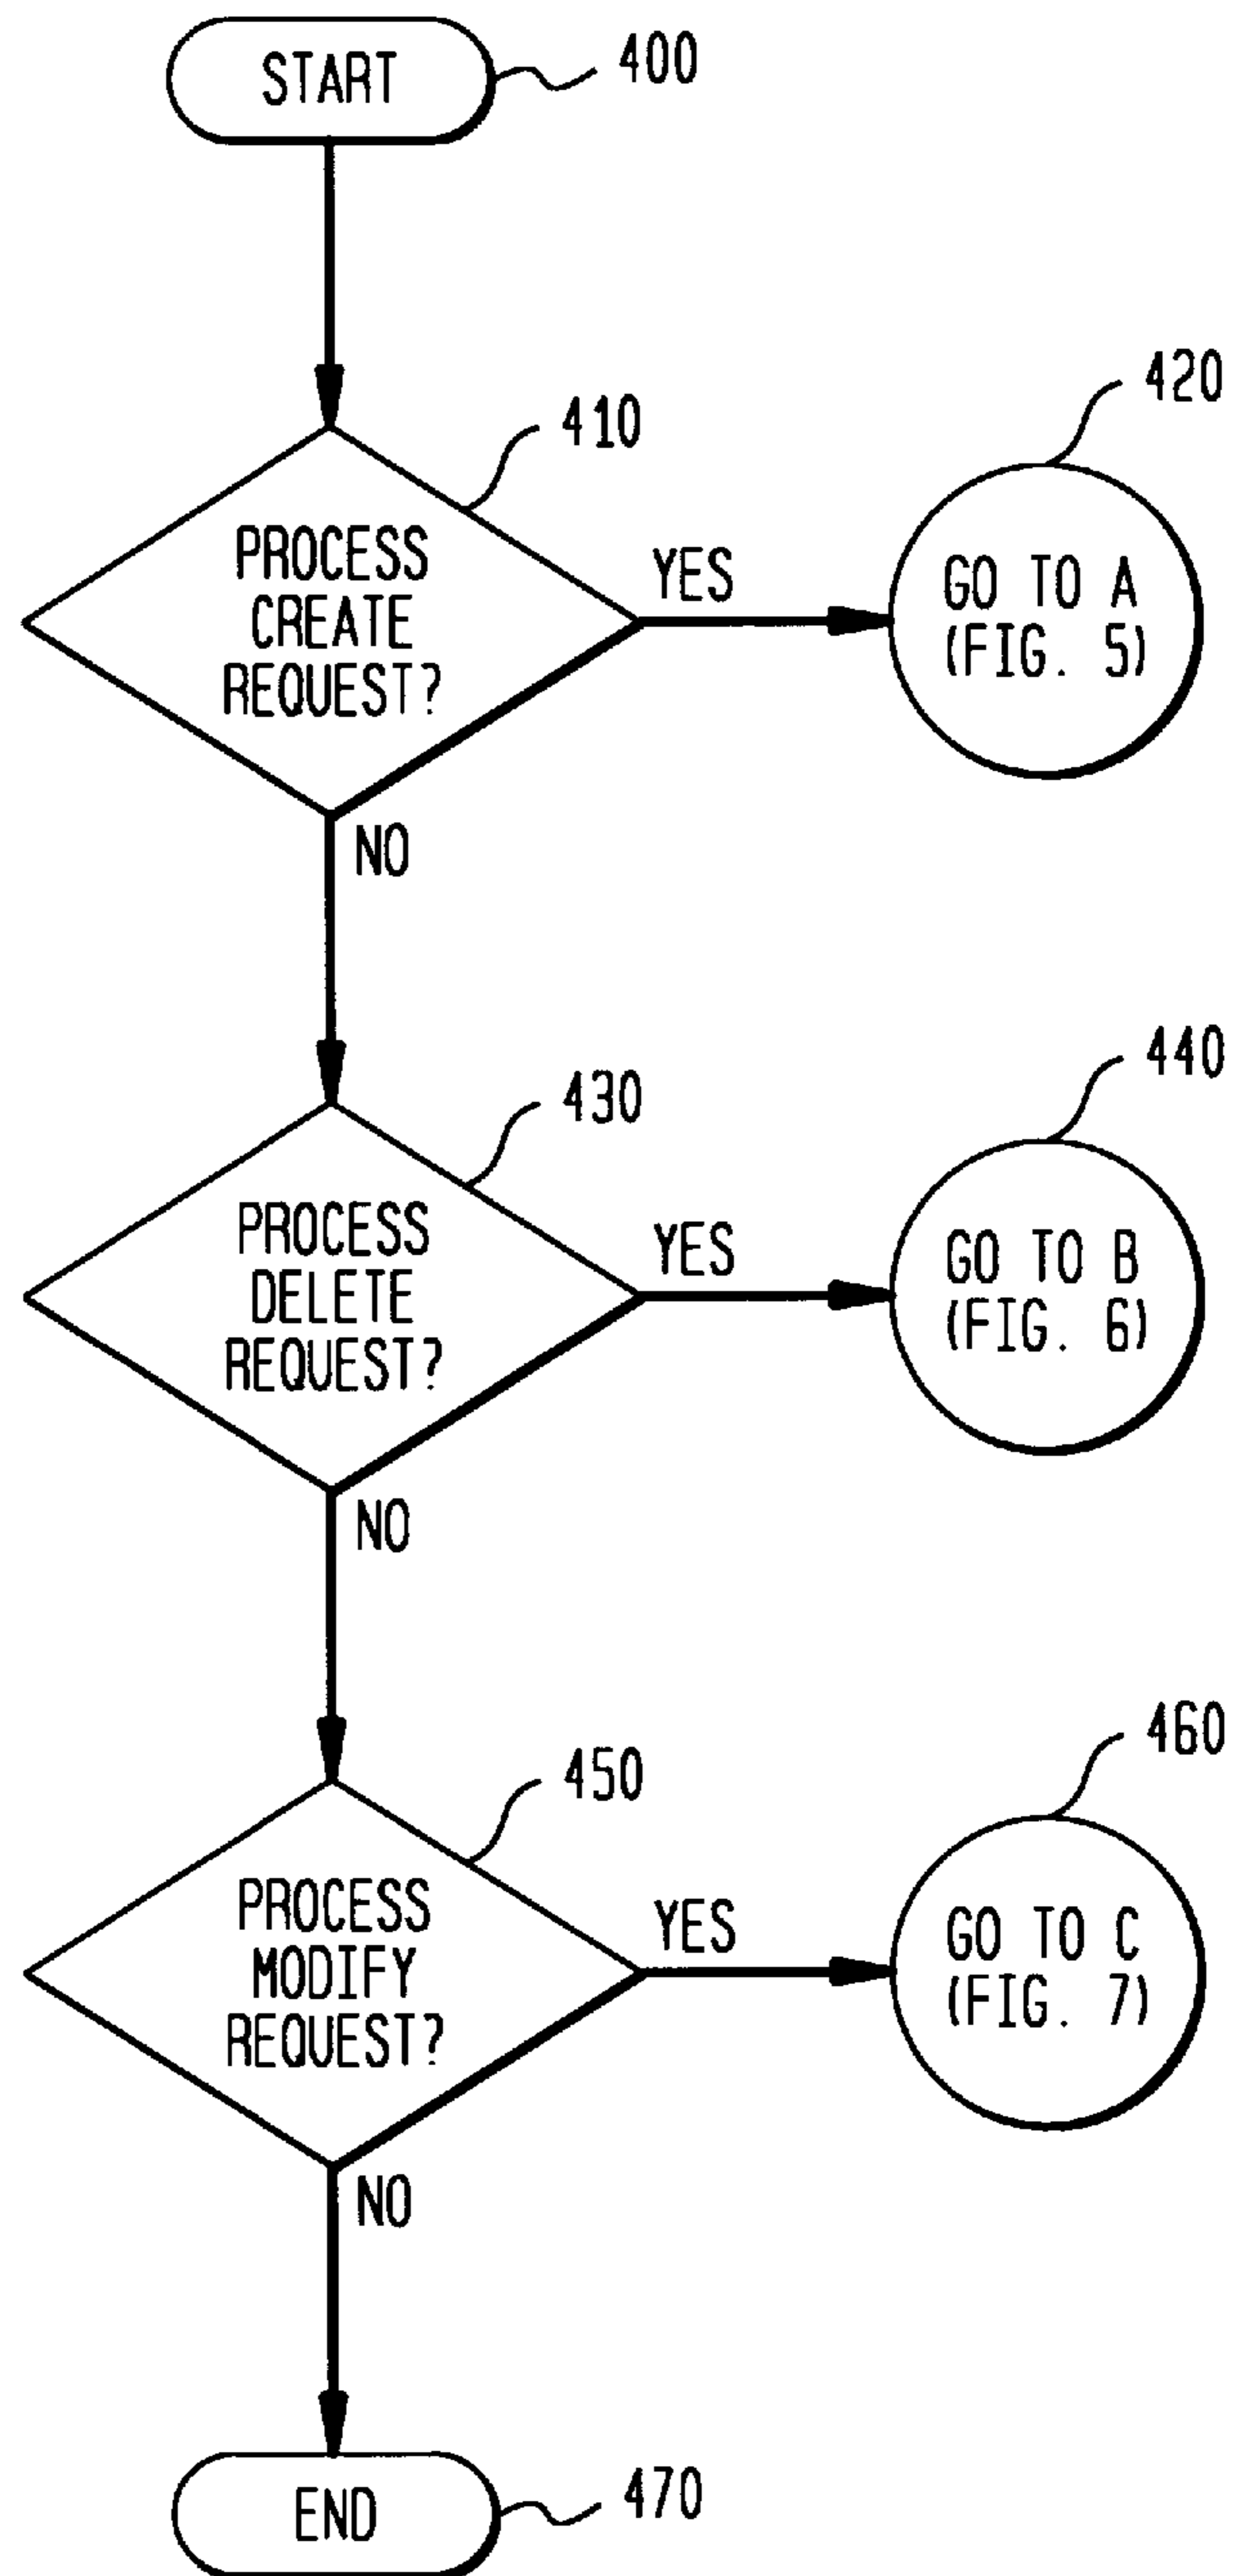 START
400
410
420
PROCESS
CREATE
REQUEST?
YES
GO TO A
(FIG. 5)
NO
430
440
PROCESS
DELETE
REQUEST?
YES
GO TO B
(FIG. 6)
NO
450
460
PROCESS
MODIFY
REQUEST?
YES
GO TO C
(FIG. 7)
NO
END
470